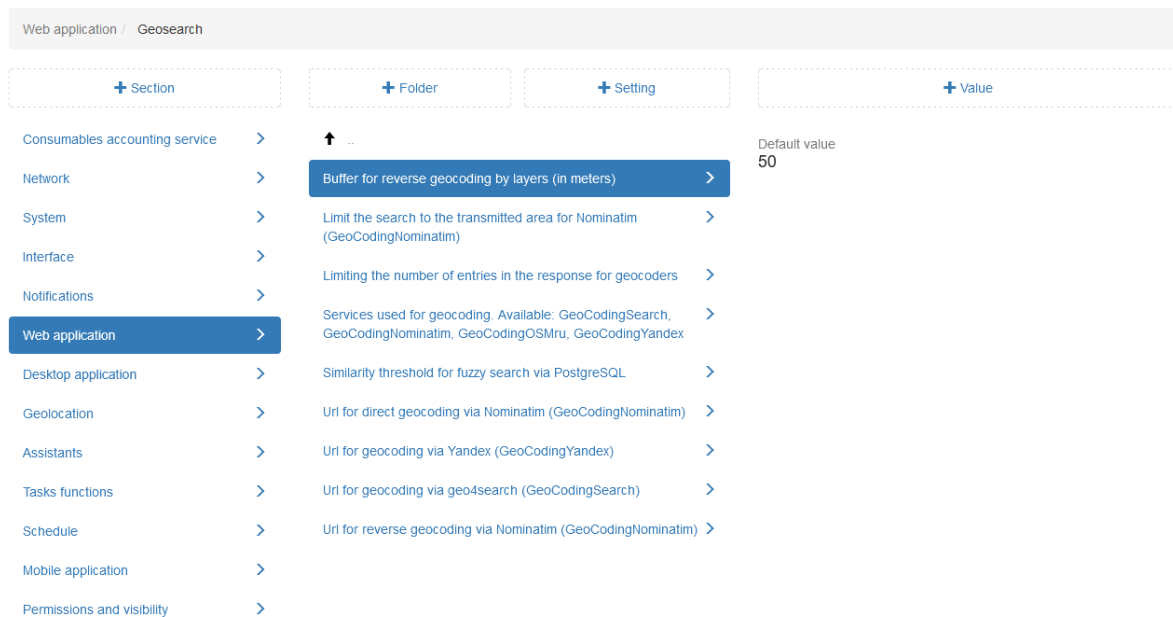 Web application / Geosearch
+ Section
+ Folder
+ Setting
+ Value
Consumables accounting service
Network
System
Interface
Notifications
Web application
Desktop application
Geolocation
Assistants
Tasks functions
Schedule
Mobile application
Permissions and visibility
..
Buffer for reverse geocoding by layers (in meters)
Limit the search to the transmitted area for Nominatim
(GeoCodingNominatim)
Limiting the number of entries in the response for geocoders
Services used for geocoding. Available: GeoCodingSearch,
GeoCodingNominatim, GeoCodingOSMru, GeoCodingYandex
Similarity threshold for fuzzy search via PostgreSQL
Url for direct geocoding via Nominatim (GeoCodingNominatim)
Url for geocoding via Yandex (GeoCodingYandex)
Url for geocoding via geo4search (GeoCodingSearch)
Url for reverse geocoding via Nominatim (GeoCodingNominatim)
Default value
50